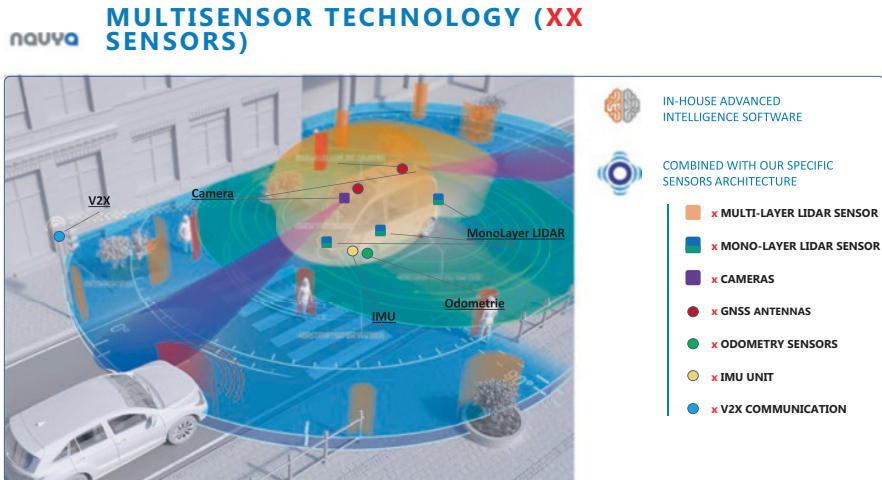 navya
MULTISENSOR TECHNOLOGY (XX
SENSORS)
V2X
Camera
MonoLayer LIDAR
Odometrie
IMU
IN-HOUSE ADVANCED
INTELLIGENCE SOFTWARE
COMBINED WITH OUR SPECIFIC
SENSORS ARCHITECTURE
x MULTI-LAYER LIDAR SENSOR
x MONO-LAYER LIDAR SENSOR
x CAMERAS
x GNSS ANTENNAS
x ODOMETRY SENSORS
x IMU UNIT
x V2X COMMUNICATION